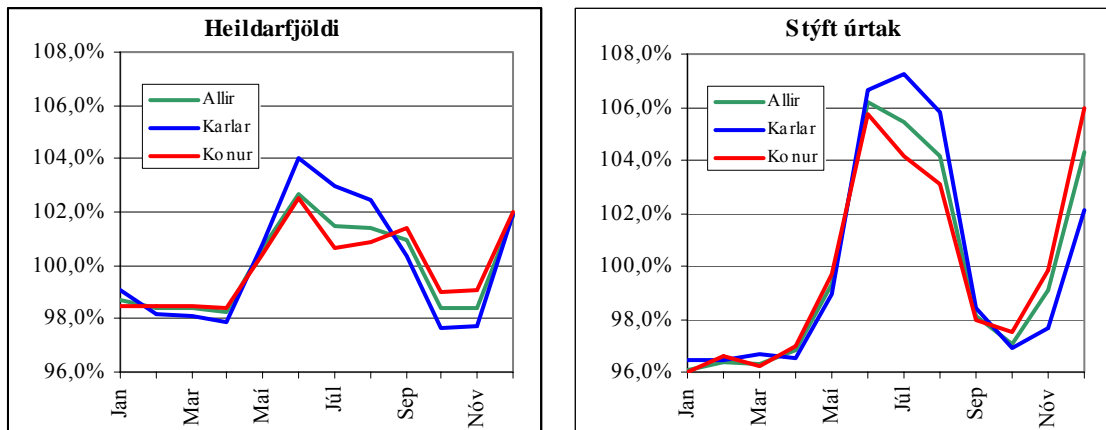 Heildarfjöldi
108,0%
106,0%
104,0%
102,0%
100,0%
98,0%
96,0%
Allir
Karlar
Konur
Jan
Mar
Maí
Júl
Sep
Nóv
Stýft úrtak
108,0%
106,0%
104,0%
102,0%
100,0%
98,0%
96,0%
Allir
Karlar
Konur
Jan
Mar
Maí
Júl
Sep
Nóv